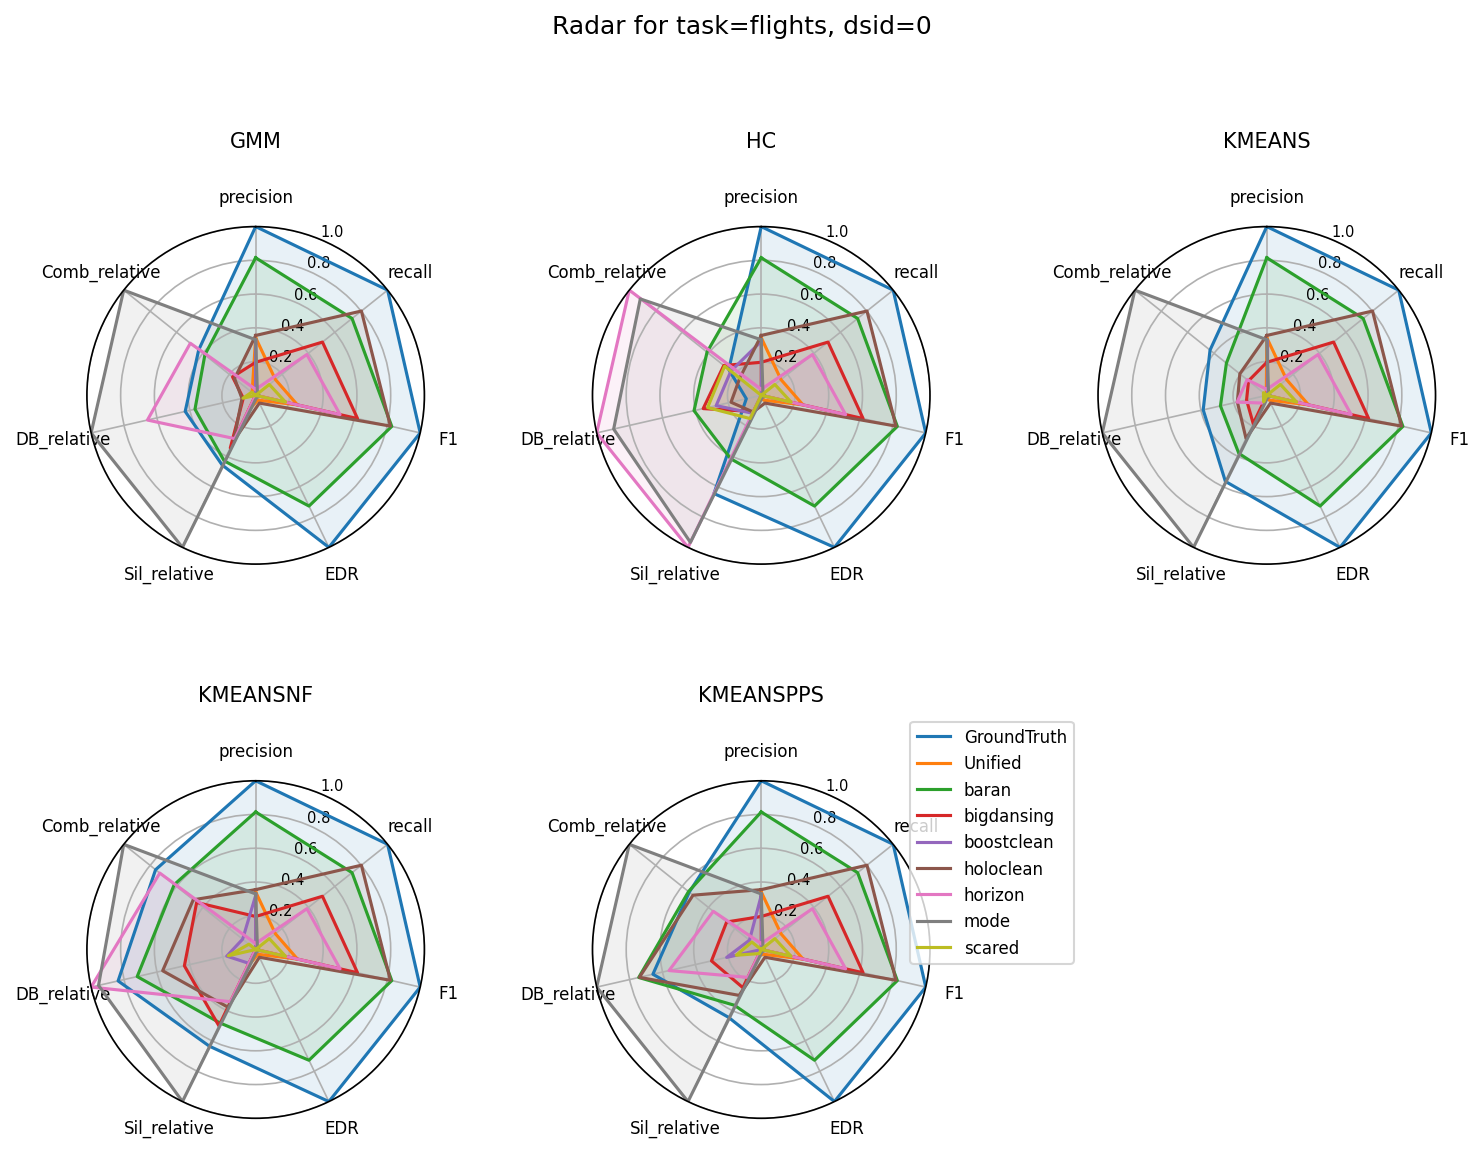 Radar for task=flights, dsid=0
GMM
precision
recall
F1
EDR
Sil_relative
DB_relative
Comb_relative
0.2
0.4
0.6
0.8
1.0
HC
precision
recall
F1
EDR
Sil_relative
DB_relative
Comb_relative
0.2
0.4
0.6
0.8
1.0
KMEANS
precision
recall
F1
EDR
Sil_relative
DB_relative
Comb_relative
0.2
0.4
0.6
0.8
1.0
KMEANSNF
precision
recall
F1
EDR
Sil_relative
DB_relative
Comb_relative
0.2
0.4
0.6
0.8
1.0
KMEANSPPS
precision
recall
F1
EDR
Sil_relative
DB_relative
Comb_relative
0.2
0.4
0.6
0.8
1.0
GroundTruth
Unified
baran
bigdansing
boostclean
holoclean
horizon
mode
scared